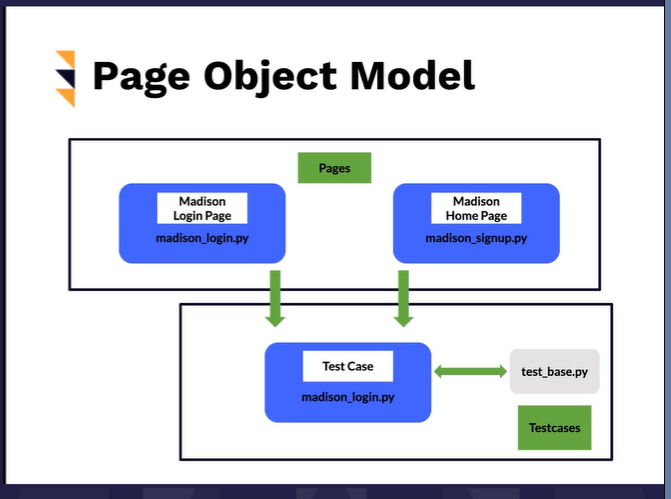 Page Object Model
Pages
Madison
Login Page
madison_login.py
Madison
Home Page
madison_signup.py
Test Case
madison_login.py
test_base.py
Testcases